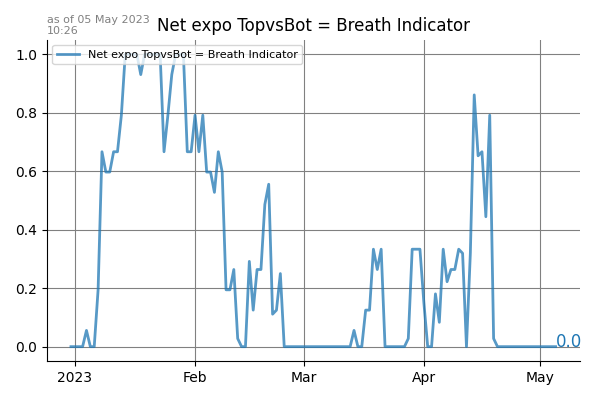 as of 05 May 2023
10:26
Net expo TopvsBot = Breath Indicator
Net expo TopvsBot = Breath Indicator
1.0
0.8
0.6
0.4
0.2
0.0
0.0
2023 Feb Mar Apr May